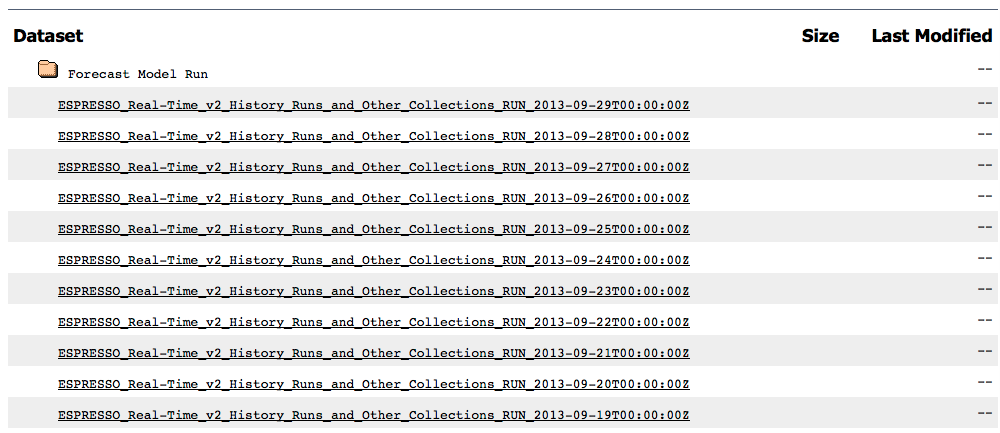 Dataset Size Last Modified
Forecast Model Run --
ESPRESSO_Real-Time_v2_History_Runs_and_Other_Collections_RUN_2013-09-29T00:00:00Z --
ESPRESSO_Real-Time_v2_History_Runs_and_Other_Collections_RUN_2013-09-28T00:00:00Z --
ESPRESSO_Real-Time_v2_History_Runs_and_Other_Collections_RUN_2013-09-27T00:00:00Z --
ESPRESSO_Real-Time_v2_History_Runs_and_Other_Collections_RUN_2013-09-26T00:00:00Z --
ESPRESSO_Real-Time_v2_History_Runs_and_Other_Collections_RUN_2013-09-25T00:00:00Z --
ESPRESSO_Real-Time_v2_History_Runs_and_Other_Collections_RUN_2013-09-24T00:00:00Z --
ESPRESSO_Real-Time_v2_History_Runs_and_Other_Collections_RUN_2013-09-23T00:00:00Z --
ESPRESSO_Real-Time_v2_History_Runs_and_Other_Collections_RUN_2013-09-22T00:00:00Z --
ESPRESSO_Real-Time_v2_History_Runs_and_Other_Collections_RUN_2013-09-21T00:00:00Z --
ESPRESSO_Real-Time_v2_History_Runs_and_Other_Collections_RUN_2013-09-20T00:00:00Z --
ESPRESSO_Real-Time_v2_History_Runs_and_Other_Collections_RUN_2013-09-19T00:00:00Z --